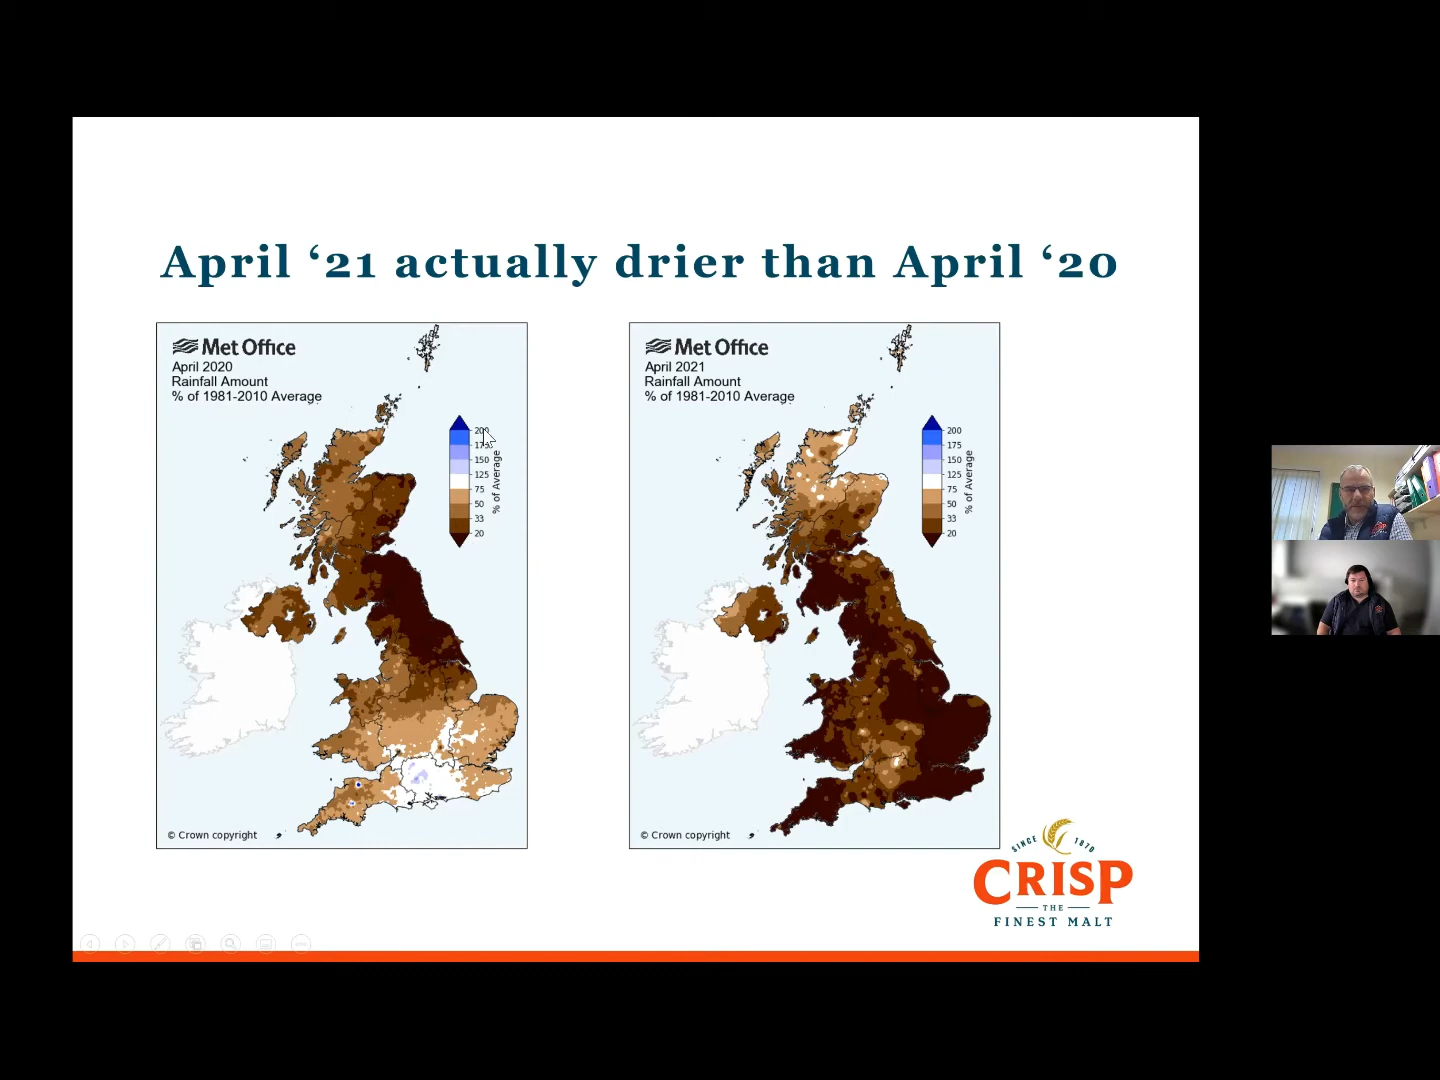 April ‘21 actually drier than April ‘20
Met Office
April 2020
Rainfall Amount
% of 1981-2010 Average
200
175
150
125
75
50
33
20
% of Average
© Crown copyright
Met Office
April 2021
Rainfall Amount
% of 1981-2010 Average
200
175
150
125
75
50
33
20
% of Average
© Crown copyright
SINCE 1870
CRISP
THE
FINEST MALT